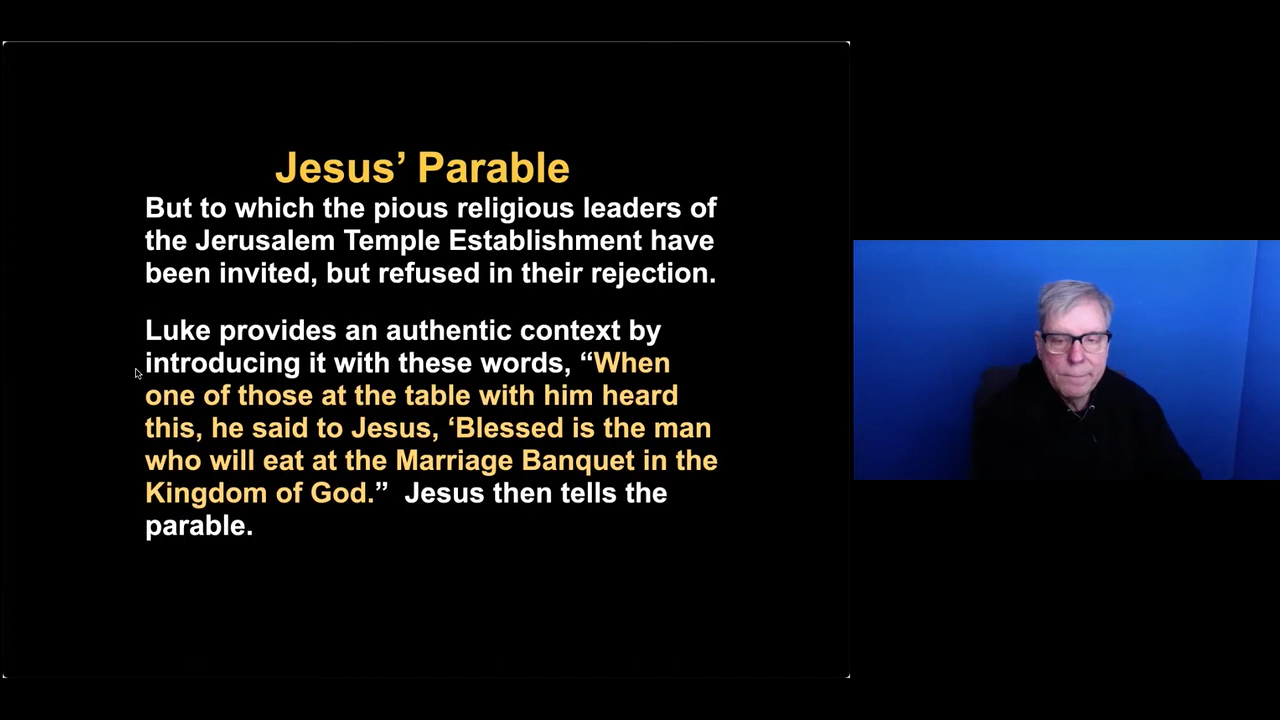 Jesus’ Parable
But to which the pious religious leaders of
the Jerusalem Temple Establishment have
been invited, but refused in their rejection.
Luke provides an authentic context by
introducing it with these words, “When
one of those at the table with him heard
this, he said to Jesus, ‘Blessed is the man
who will eat at the Marriage Banquet in the
Kingdom of God.”  Jesus then tells the
parable.